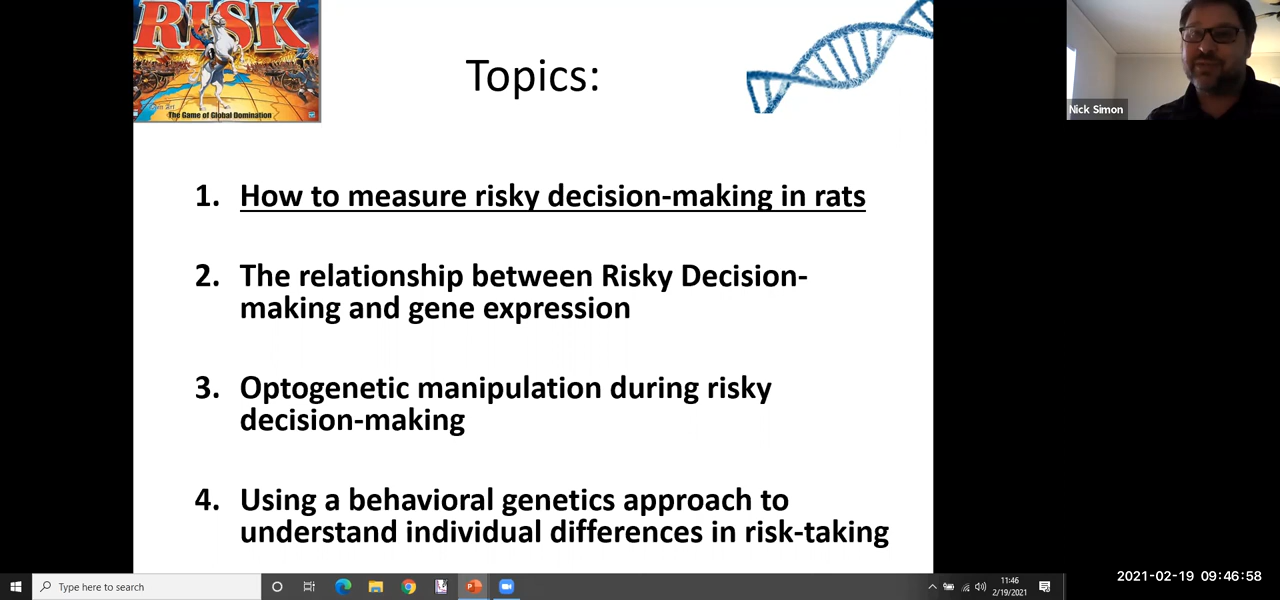 RISK
The Game of Global Domination
Topics:
1. How to measure risky decision-making in rats
2. The relationship between Risky Decision-
making and gene expression
3. Optogenetic manipulation during risky
decision-making
4. Using a behavioral genetics approach to
understand individual differences in risk-taking
Nick Simon
Type here to search
11:46
2/19/2021
2021-02-19 09:46:58